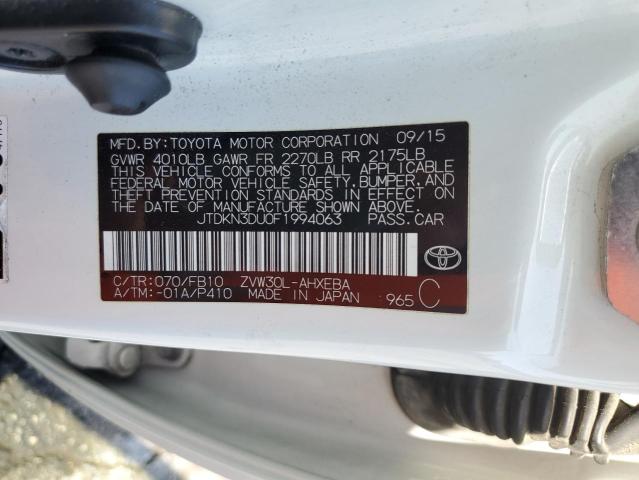 MFD. BY: TOYOTA MOTOR CORPORATION 09/15
GVWR 4010LB GAWR FR 2270LB RR 2175LB
THIS VEHICLE CONFORMS TO ALL APPLICABLE
FEDERAL MOTOR VEHICLE SAFETY, BUMPER, AND
THEFT PREVENTION STANDARDS IN EFFECT ON
THE DATE OF MANUFACTURE SHOWN ABOVE.
JTDKN3DU0F1994063 PASS. CAR
C/TR: 070/FB10 ZVW30L-AHXEBA
A/TM: -01A/P410 MADE IN JAPAN 965 C